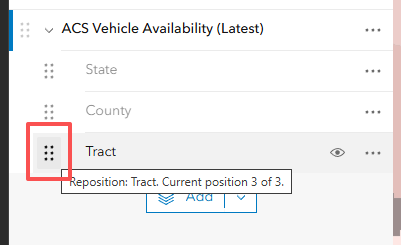 ACS Vehicle Availability (Latest)
State
County
Tract
Reposition: Tract. Current position 3 of 3.
Add